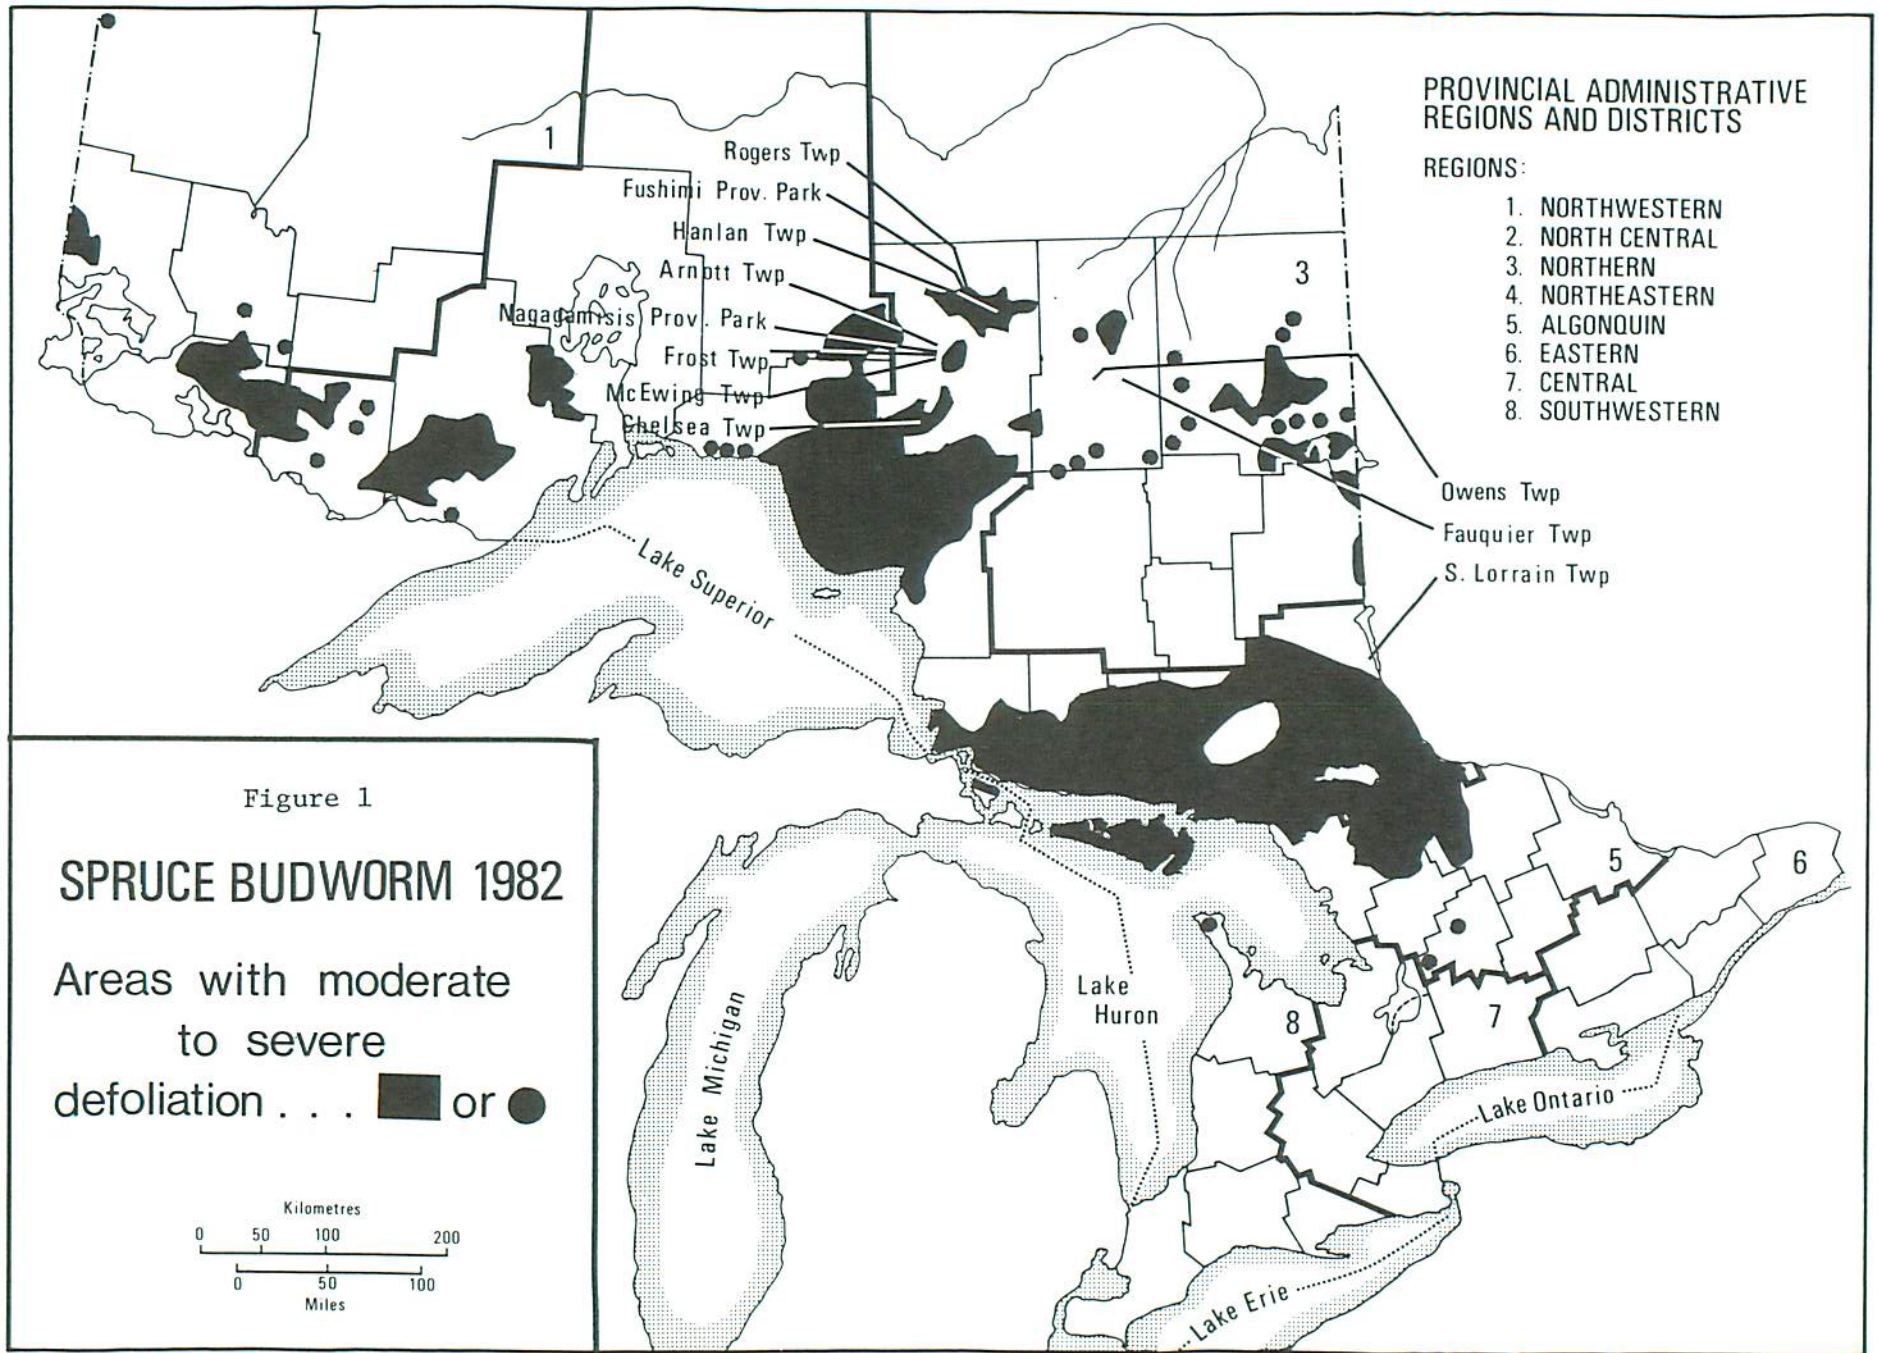 PROVINCIAL ADMINISTRATIVE
REGIONS AND DISTRICTS
REGIONS:
1. NORTHWESTERN
2. NORTH CENTRAL
3. NORTHERN
4. NORTHEASTERN
5. ALGONQUIN
6. EASTERN
7. CENTRAL
8. SOUTHWESTERN
1
3
Rogers Twp
Fushimi Prov. Park
Hanlan Twp
Arnott Twp
Nagagamisis Prov. Park
Frost Twp
McEwing Twp
Chelsea Twp
Owens Twp
Fauquier Twp
S. Lorrain Twp
Lake Superior
5
6
Lake Michigan
Lake
Huron
8
7
Lake Ontario
Lake Erie
Figure 1
SPRUCE BUDWORM 1982
Areas with moderate
to severe
defoliation . . . or
Kilometres
0 50 100 200
0 50 100
Miles